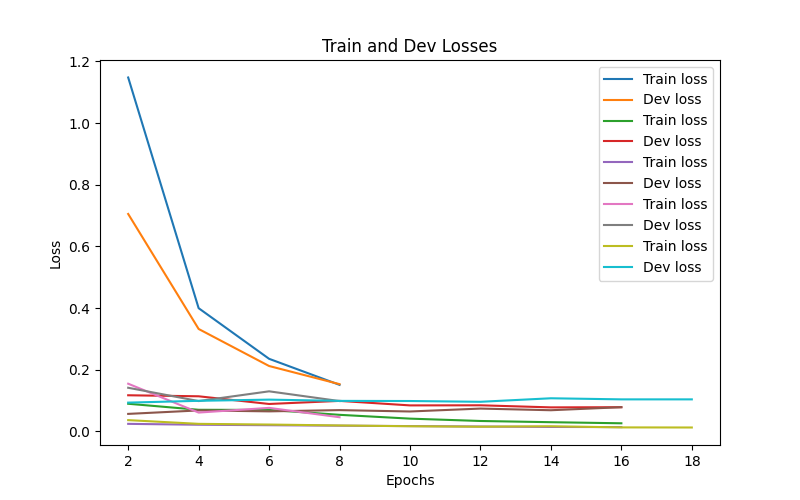 Train and Dev Losses
1.2
1.0
0.8
0.6
0.4
0.2
0.0
Loss
2 4 6 8 10 12 14 16 18
Epochs
Train loss
Dev loss
Train loss
Dev loss
Train loss
Dev loss
Train loss
Dev loss
Train loss
Dev loss